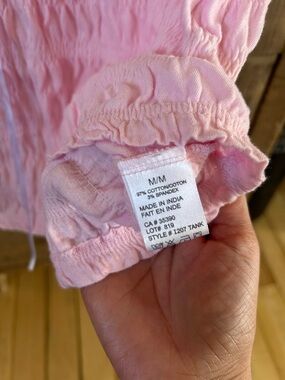 M/M
97% COTTON/COTON
3% SPANDEX
MADE IN INDIA
FAIT EN INDE
CA # 35390
LOT# 819
STYLE # 1207 TANK